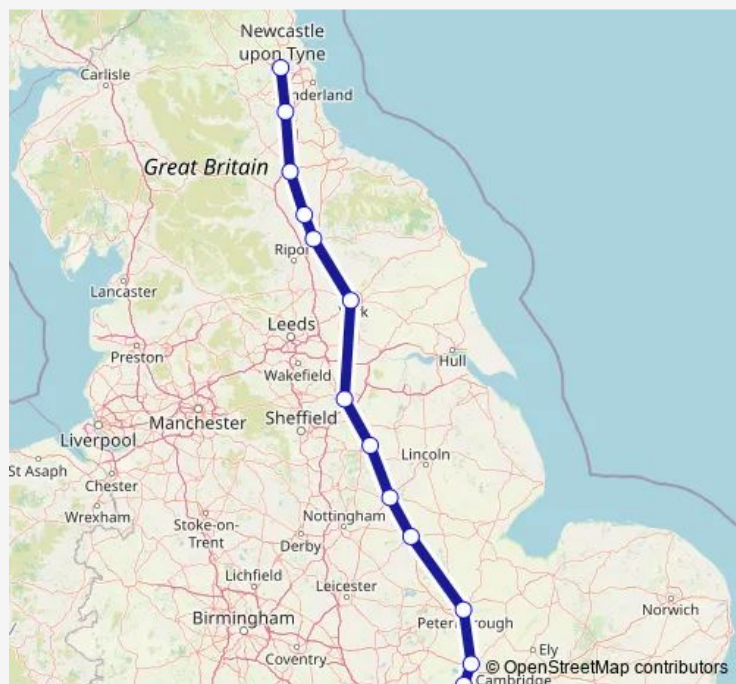 Newcastle
upon Tyne
Carlisle
Great Britain
Lancaster
Leeds
Preston
Wakefield
Hull
Sheffield
Manchester
Liverpool
Lincoln
St Asaph
Chester
Wrexham
Stoke-on-
Trent
Nottingham
Derby
Lichfield
Leicester
Norwich
Birmingham
Coventry
Ely
© OpenStreetMap contributors
Cambridge